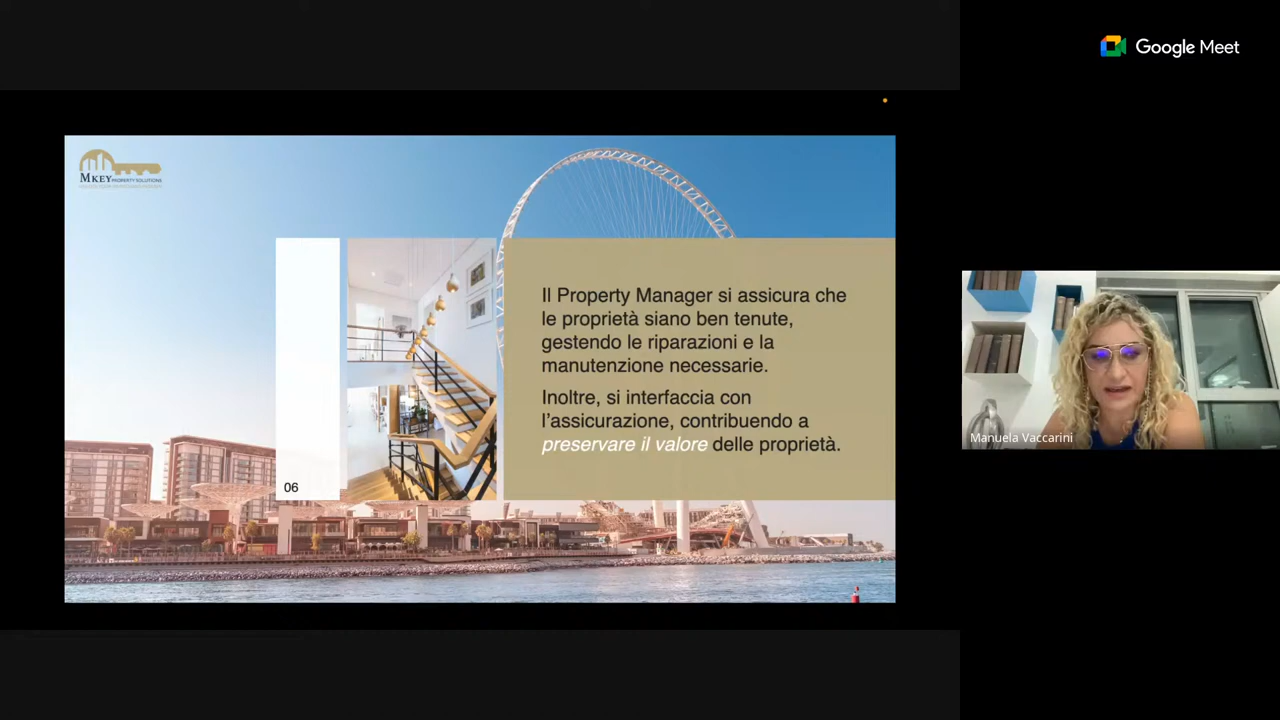 Google Meet
MKEY PROPERTY SOLUTIONS
Il Property Manager si assicura che
le proprietà siano ben tenute,
gestendo le riparazioni e la
manutenzione necessarie.
Inoltre, si interfaccia con
l'assicurazione, contribuendo a
preservare il valore delle proprietà.
06
Manuela Vaccarini